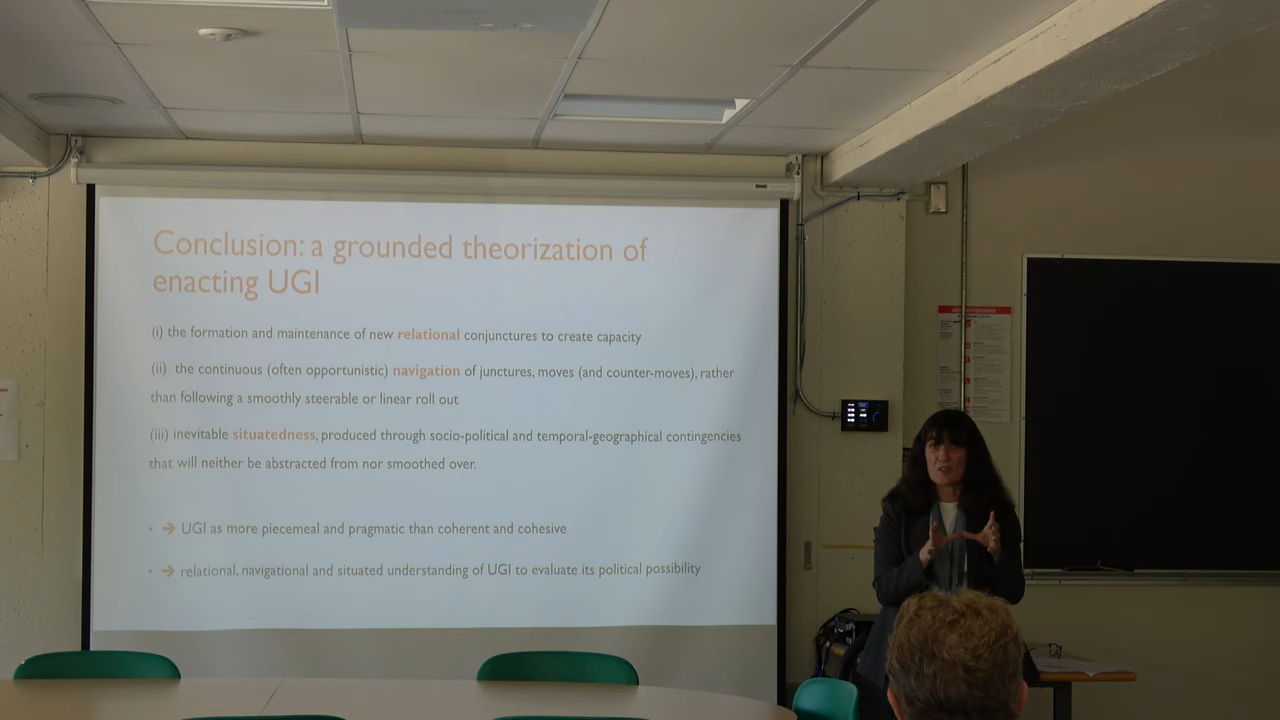 Conclusion: a grounded theorization of
enacting UGI
(i) the formation and maintenance of new relational conjunctures to create capacity
(ii) the continuous (often opportunistic) navigation of junctures, moves (and counter-moves), rather
than following a smoothly steerable or linear roll out
(iii) inevitable situatedness, produced through socio-political and temporal-geographical contingencies
that will neither be abstracted from nor smoothed over.
• → UGI as more piecemeal and pragmatic than coherent and cohesive
• → relational, navigational and situated understanding of UGI to evaluate its political possibility